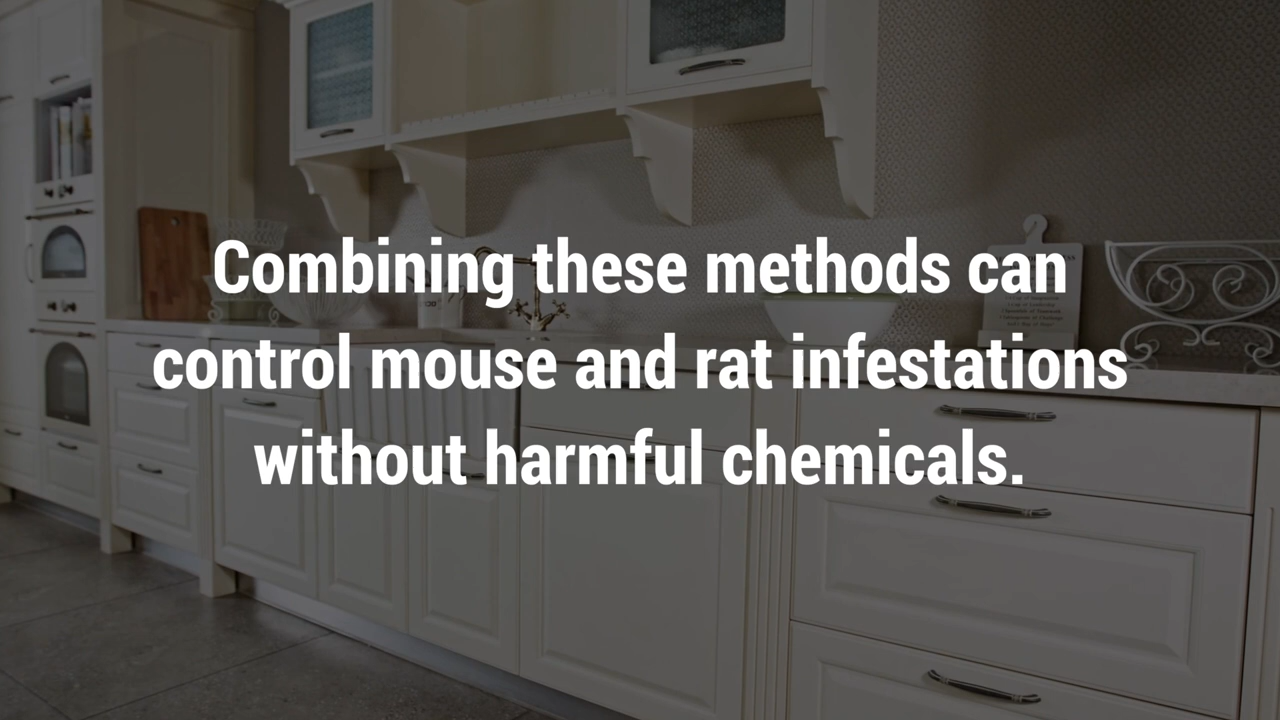 Combining these methods can
control mouse and rat infestations
without harmful chemicals.